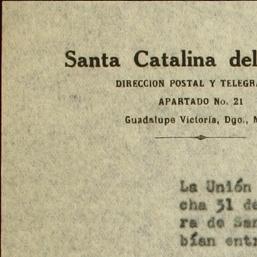 Santa Catalina del
DIRECCION POSTAL Y TELEGRA
APARTADO No. 21
Guadalupe Victoria, Dgo., M
La Unión
cha 31 de
ra de San
bían entr